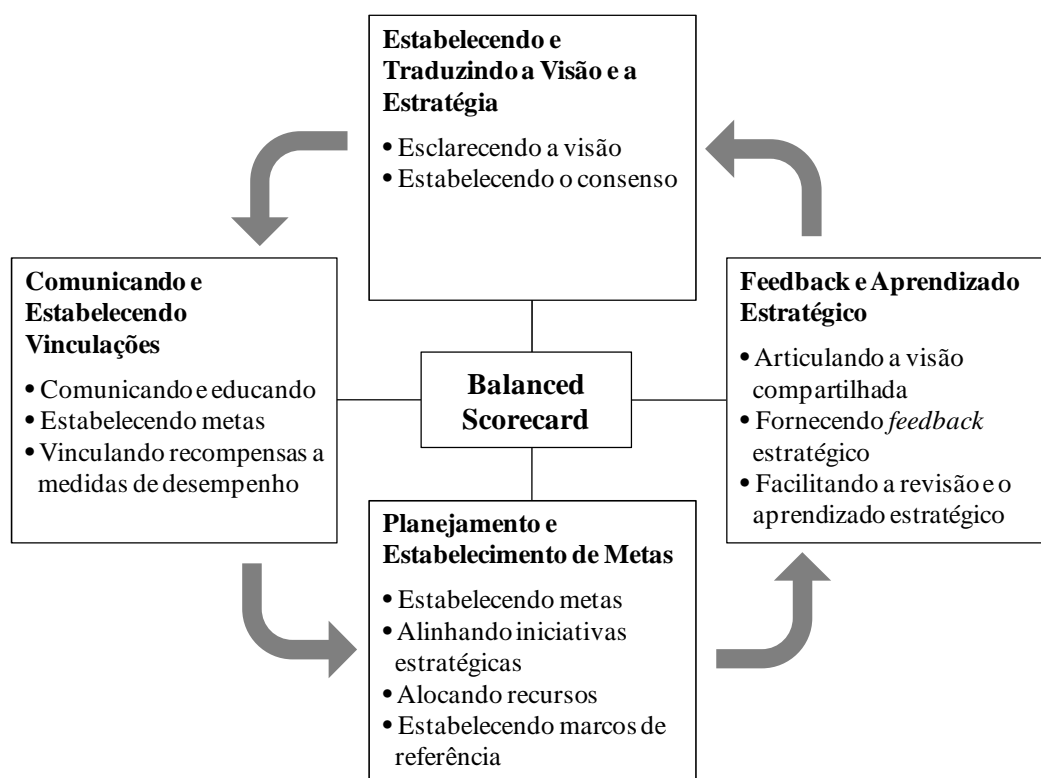 Estabelecendo e
Traduzindo a Visão e a
Estratégia
• Esclarecendo a visão
• Estabelecendo o consenso
Comunicando e
Estabelecendo
Vinculações
• Comunicando e educando
• Estabelecendo metas
• Vinculando recompensas a
medidas de desempenho
Balanced
Scorecard
Feedback e Aprendizado
Estratégico
• Articulando a visão
compartilhada
• Fornecendo feedback
estratégico
• Facilitando a revisão e o
aprendizado estratégico
Planejamento e
Estabelecimento de Metas
• Estabelecendo metas
• Alinhando iniciativas
estratégicas
• Alocando recursos
• Estabelecendo marcos de
referência